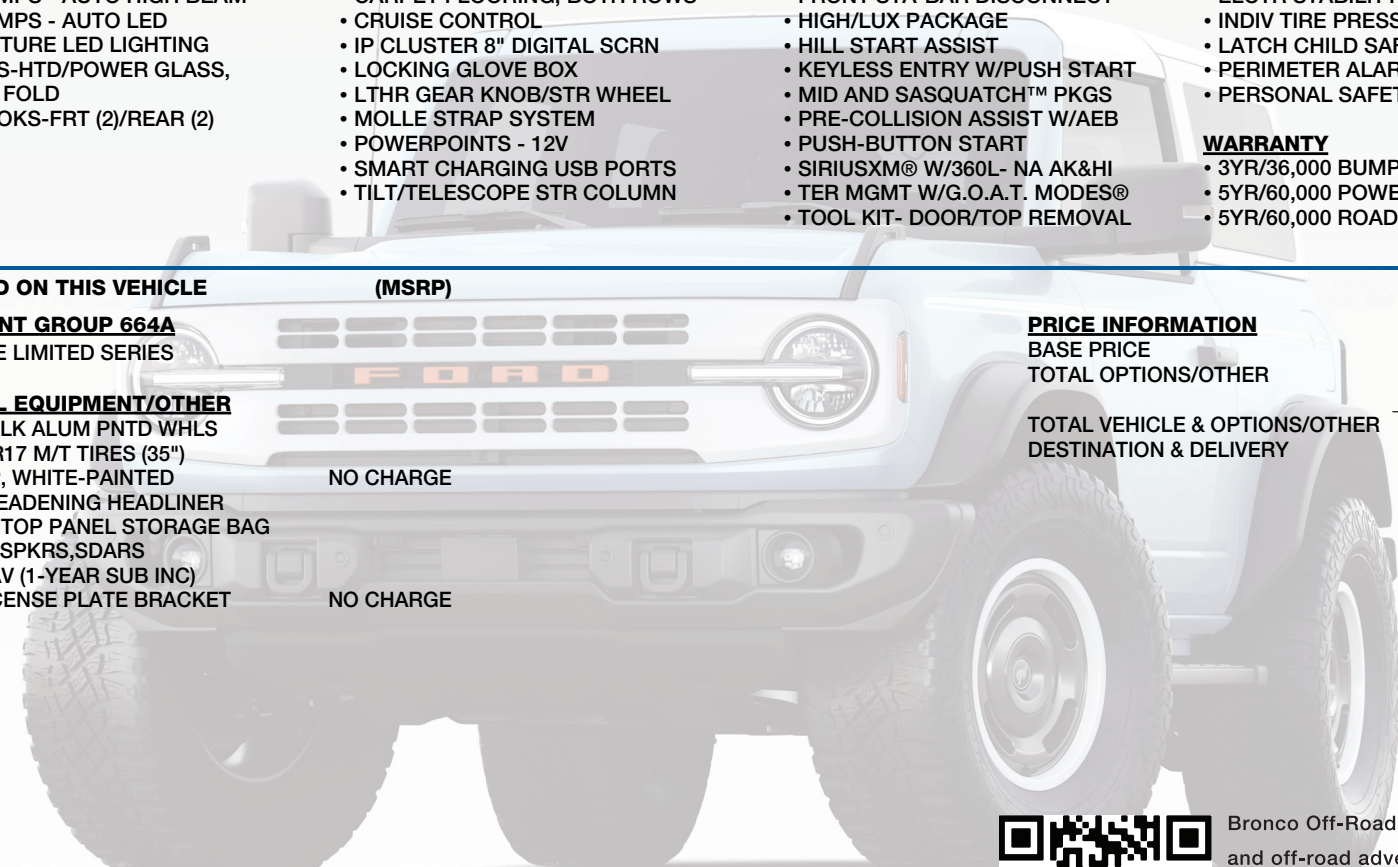 MPS - AUTO LED
TURE LED LIGHTING
S-HTD/POWER GLASS,
FOLD
OKS-FRT (2)/REAR (2)
• CARPET FLOORING, BOTH ROWS
• CRUISE CONTROL
• IP CLUSTER 8" DIGITAL SCRN
• LOCKING GLOVE BOX
• LTHR GEAR KNOB/STR WHEEL
• MOLLE STRAP SYSTEM
• POWERPOINTS - 12V
• SMART CHARGING USB PORTS
• TILT/TELESCOPE STR COLUMN
• HIGH/LUX PACKAGE
• HILL START ASSIST
• KEYLESS ENTRY W/PUSH START
• MID AND SASQUATCH™ PKGS
• PRE-COLLISION ASSIST W/AEB
• PUSH-BUTTON START
• SIRIUSXM® W/360L- NA AK&HI
• TER MGMT W/G.O.A.T. MODES®
• TOOL KIT- DOOR/TOP REMOVAL
• INDIV TIRE PRESS
• LATCH CHILD SAF
• PERIMETER ALAR
• PERSONAL SAFET
WARRANTY
• 3YR/36,000 BUMP
• 5YR/60,000 POWE
• 5YR/60,000 ROAD
D ON THIS VEHICLE (MSRP)
NT GROUP 664A
E LIMITED SERIES
L EQUIPMENT/OTHER
LK ALUM PNTD WHLS
R17 M/T TIRES (35")
, WHITE-PAINTED NO CHARGE
EADENING HEADLINER
TOP PANEL STORAGE BAG
SPKRS,SDARS
AV (1-YEAR SUB INC)
CENSE PLATE BRACKET NO CHARGE
FORD
PRICE INFORMATION
BASE PRICE
TOTAL OPTIONS/OTHER
TOTAL VEHICLE & OPTIONS/OTHER
DESTINATION & DELIVERY
Bronco Off-Road
and off-road adve